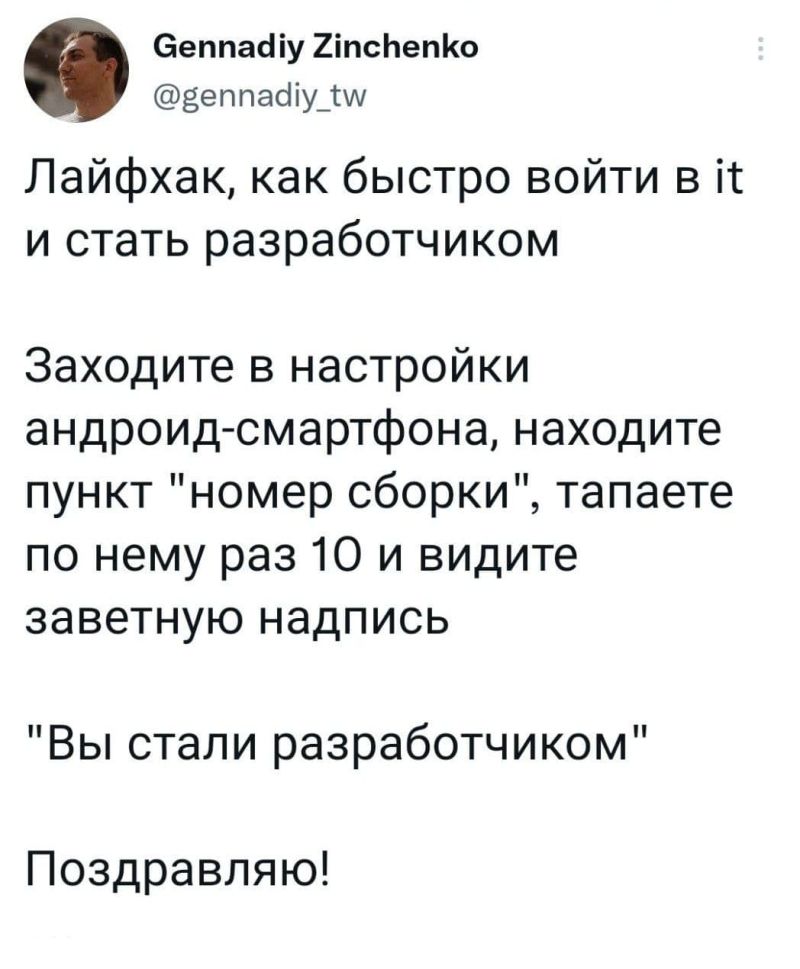 Gennadiy Zinchenko
@gennadiy_tw
Лайфхак, как быстро войти в it
и стать разработчиком
Заходите в настройки
андроид-смартфона, находите
пункт "номер сборки", тапаете
по нему раз 10 и видите
заветную надпись
"Вы стали разработчиком"
Поздравляю!